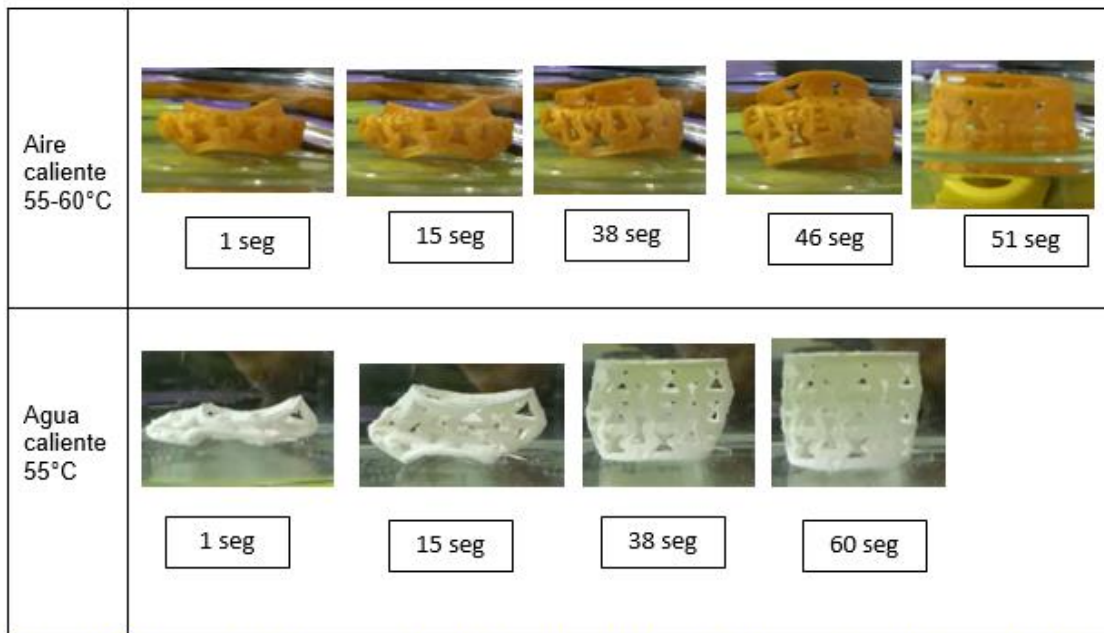 Aire
caliente
55-60°C
1 seg
15 seg
38 seg
46 seg
51 seg
Agua
caliente
55°C
1 seg
15 seg
38 seg
60 seg